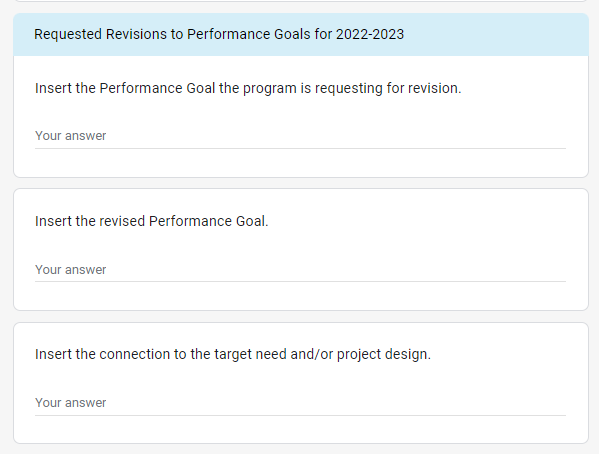 Requested Revisions to Performance Goals for 2022-2023
Insert the Performance Goal the program is requesting for revision.
Your answer
Insert the revised Performance Goal.
Your answer
Insert the connection to the target need and/or project design.
Your answer